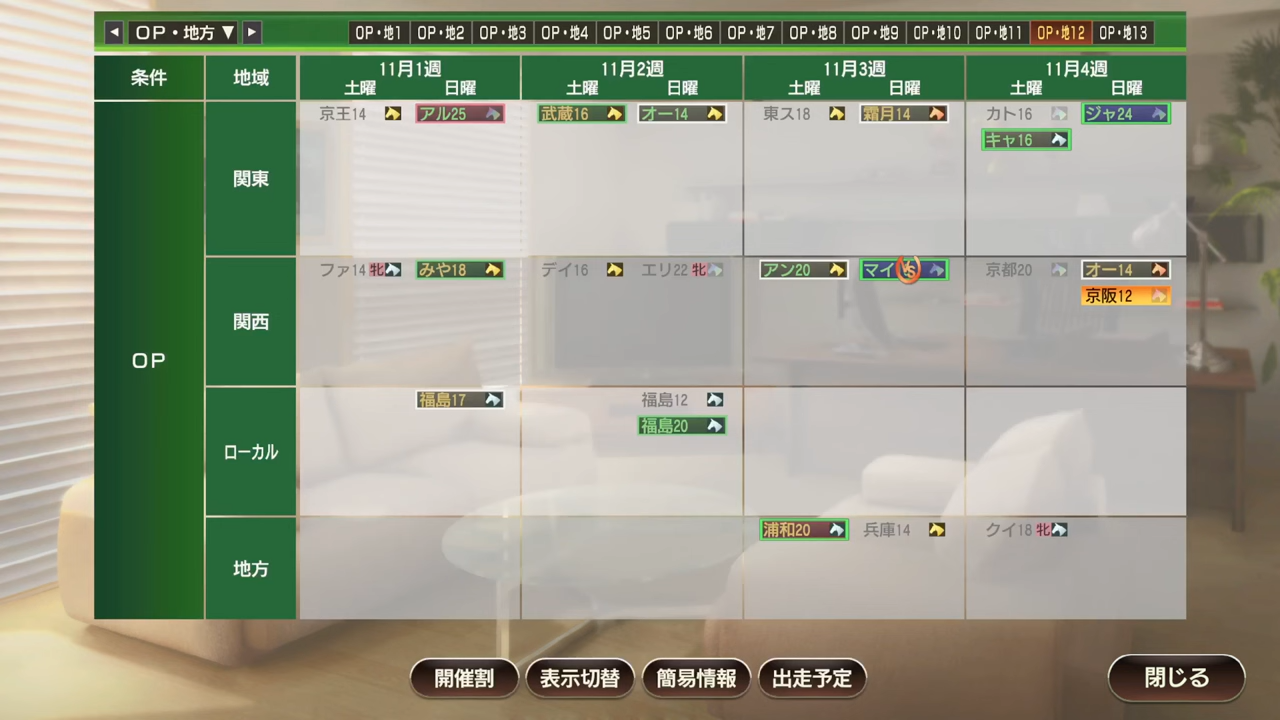 ◀ OP・地方▼ ▶ OP・地1 OP・地2 OP・地3 OP・地4 OP・地5 OP・地6 OP・地7 OP・地8 OP・地9 OP・地10 OP・地11 OP・地12 OP・地13
条件 地域 11月1週 11月2週 11月3週 11月4週
土曜 日曜 土曜 日曜 土曜 日曜 土曜 日曜
OP
関東
京王14 アル25 武蔵16 オー14 東ス18 霜月14 カト16 ジャ24
キャ16
関西
ファ14牝 みや18 デイ16 エリ22牝 アン20 マイ VS 京都20 オー14
京阪12
ローカル
福島17 福島12
福島20
地方
浦和20 兵庫14 クイ18牝
開催割 表示切替 簡易情報 出走予定 閉じる